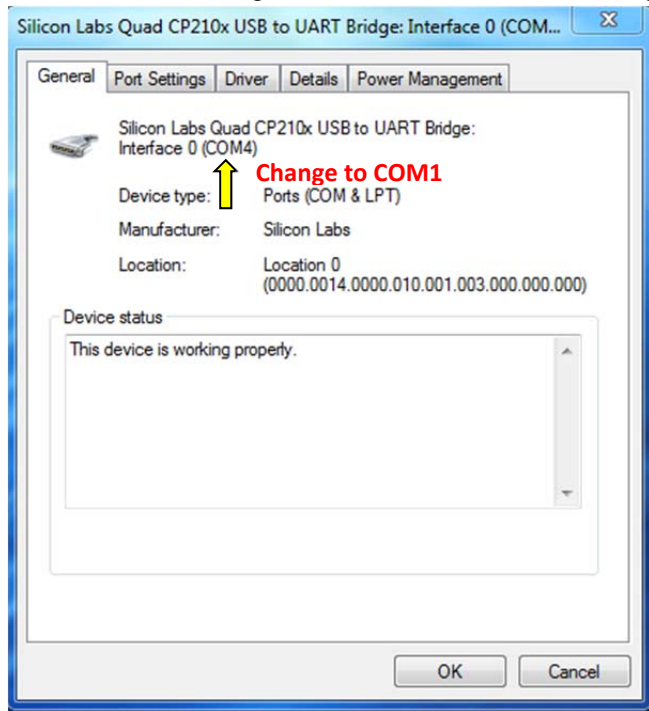 Silicon Labs Quad CP210x USB to UART Bridge: Interface 0 (COM...
General Port Settings Driver Details Power Management
Silicon Labs Quad CP210x USB to UART Bridge:
Interface 0 (COM4)
Change to COM1
Device type: Ports (COM & LPT)
Manufacturer: Silicon Labs
Location: Location 0
(0000.0014.0000.010.001.003.000.000.000)
Device status
This device is working properly.
OK Cancel